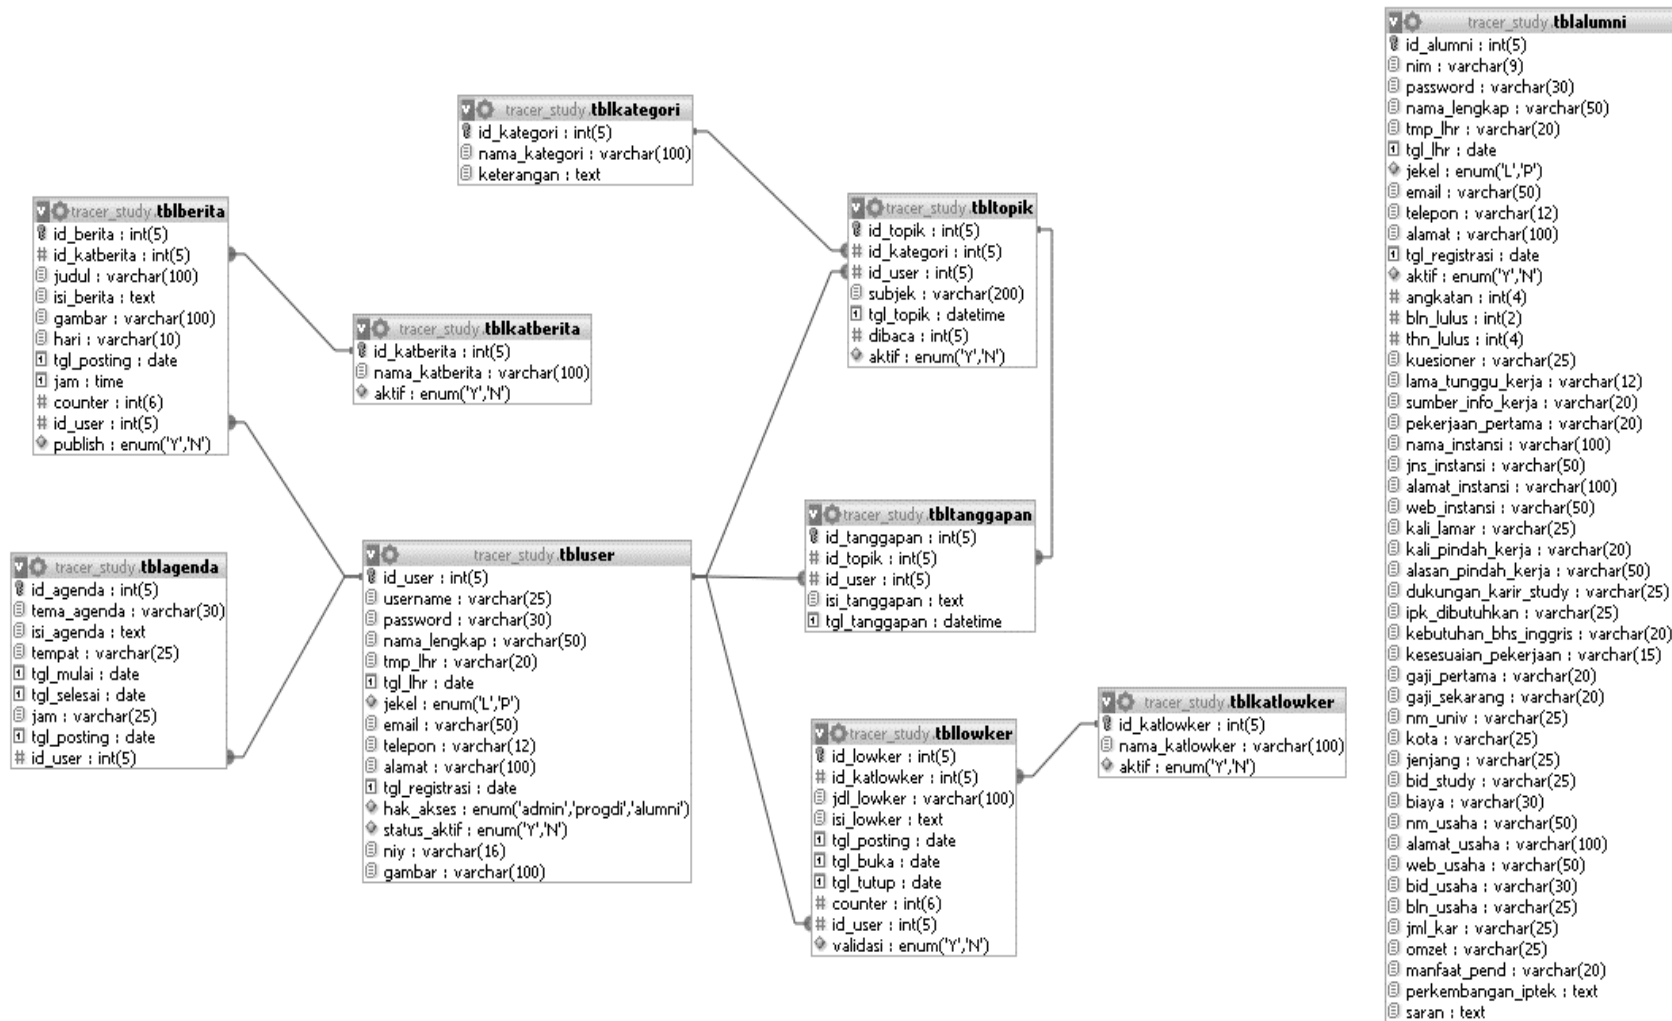 tracer_study.tblkategori
id_kategori : int(5)
nama_kategori : varchar(100)
keterangan : text
tracer_study.tblberita
id_berita : int(5)
id_katberita : int(5)
judul : varchar(100)
isi_berita : text
gambar : varchar(100)
hari : varchar(10)
tgl_posting : date
jam : time
counter : int(6)
id_user : int(5)
publish : enum('Y','N')
tracer_study.tblkatberita
id_katberita : int(5)
nama_katberita : varchar(100)
aktif : enum('Y','N')
tracer_study.tblagenda
id_agenda : int(5)
tema_agenda : varchar(30)
isi_agenda : text
tempat : varchar(25)
tgl_mulai : date
tgl_selesai : date
jam : varchar(25)
tgl_posting : date
id_user : int(5)
tracer_study.tbluser
id_user : int(5)
username : varchar(25)
password : varchar(30)
nama_lengkap : varchar(50)
tmp_lhr : varchar(20)
tgl_lhr : date
jekel : enum('L','P')
email : varchar(50)
telepon : varchar(12)
alamat : varchar(100)
tgl_registrasi : date
hak_akses : enum('admin','progdi','alumni')
status_aktif : enum('Y','N')
niy : varchar(16)
gambar : varchar(100)
tracer_study.tbltopik
id_topik : int(5)
id_kategori : int(5)
id_user : int(5)
subjek : varchar(200)
tgl_topik : datetime
dibaca : int(5)
aktif : enum('Y','N')
tracer_study.tbltanggapan
id_tanggapan : int(5)
id_topik : int(5)
id_user : int(5)
isi_tanggapan : text
tgl_tanggapan : datetime
tracer_study.tbllowker
id_lowker : int(5)
id_katlowker : int(5)
jdl_lowker : varchar(100)
isi_lowker : text
tgl_posting : date
tgl_buka : date
tgl_tutup : date
counter : int(6)
id_user : int(5)
validasi : enum('Y','N')
tracer_study.tblkatlowker
id_katlowker : int(5)
nama_katlowker : varchar(100)
aktif : enum('Y','N')
tracer_study.tblalumni
id_alumni : int(5)
nim : varchar(9)
password : varchar(30)
nama_lengkap : varchar(50)
tmp_lhr : varchar(20)
tgl_lhr : date
jekel : enum('L','P')
email : varchar(50)
telepon : varchar(12)
alamat : varchar(100)
tgl_registrasi : date
aktif : enum('Y','N')
angkatan : int(4)
bln_lulus : int(2)
thn_lulus : int(4)
kuesioner : varchar(25)
lama_tunggu_kerja : varchar(12)
sumber_info_kerja : varchar(20)
pekerjaan_pertama : varchar(20)
nama_instansi : varchar(100)
jns_instansi : varchar(50)
alamat_instansi : varchar(100)
web_instansi : varchar(50)
kali_lamar : varchar(25)
kali_pindah_kerja : varchar(20)
alasan_pindah_kerja : varchar(50)
dukungan_karir_study : varchar(25)
ipk_dibutuhkan : varchar(25)
kebutuhan_bhs_inggris : varchar(20)
kesesuaian_pekerjaan : varchar(15)
gaji_pertama : varchar(20)
gaji_sekarang : varchar(20)
nm_univ : varchar(25)
kota : varchar(25)
jenjang : varchar(25)
bid_study : varchar(25)
biaya : varchar(30)
nm_usaha : varchar(50)
alamat_usaha : varchar(100)
web_usaha : varchar(50)
bid_usaha : varchar(30)
bln_usaha : varchar(25)
jml_kar : varchar(25)
omzet : varchar(25)
manfaat_pend : varchar(20)
perkembangan_iptek : text
saran : text